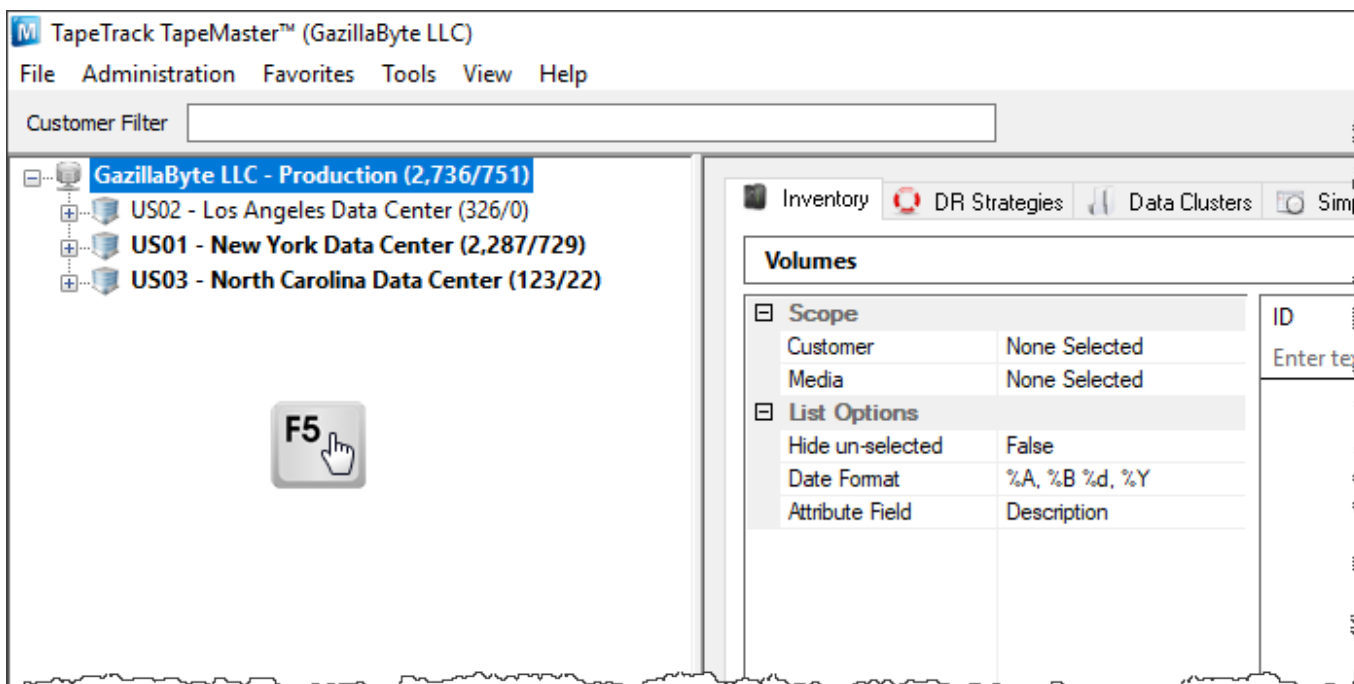 TapeTrack TapeMaster™ (GazillaByte LLC)
File Administration Favorites Tools View Help
Customer Filter
GazillaByte LLC - Production (2,736/751)
US02 - Los Angeles Data Center (326/0)
US01 - New York Data Center (2,287/729)
US03 - North Carolina Data Center (123/22)
F5
Inventory DR Strategies Data Clusters
Volumes
Scope
Customer None Selected
Media None Selected
List Options
Hide un-selected False
Date Format %A, %B %d, %Y
Attribute Field Description
ID
Enter